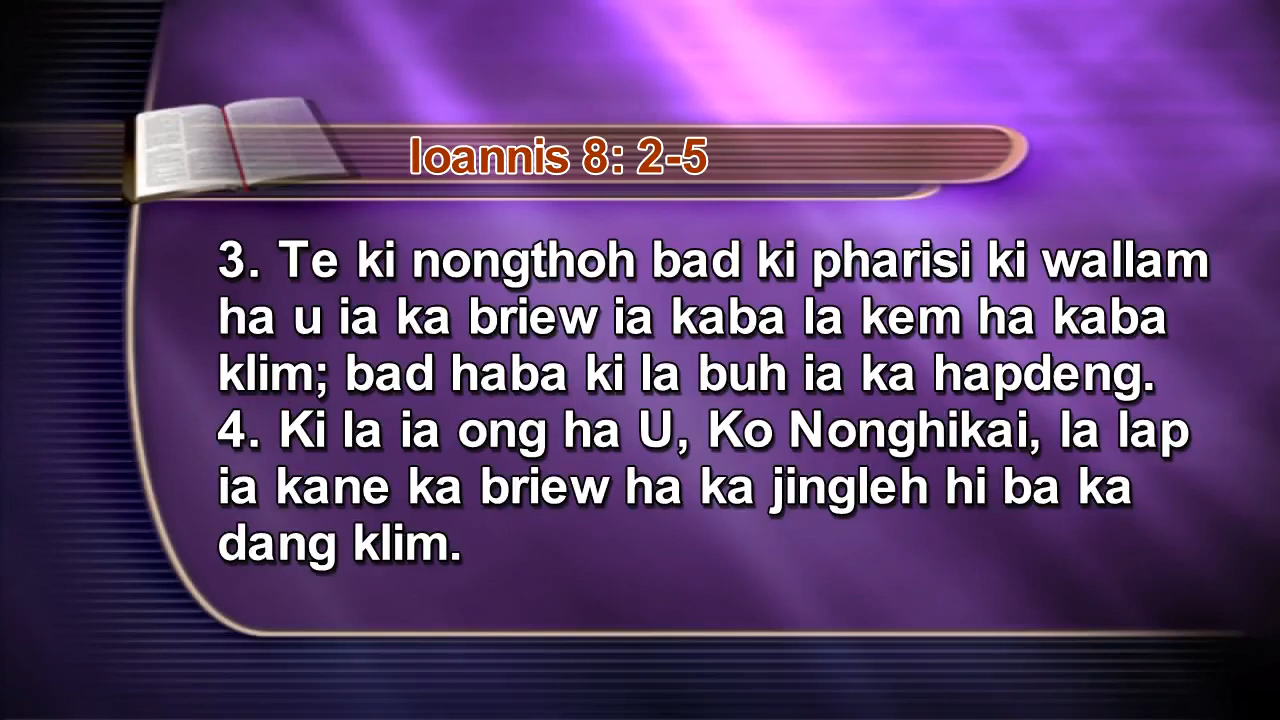 Ioannis 8: 2-5
3. Te ki nongthoh bad ki pharisi ki wallam
ha u ia ka briew ia kaba la kem ha kaba
klim; bad haba ki la buh ia ka hapdeng.
4. Ki la ia ong ha U, Ko Nonghikai, la lap
ia kane ka briew ha ka jingleh hi ba ka
dang klim.